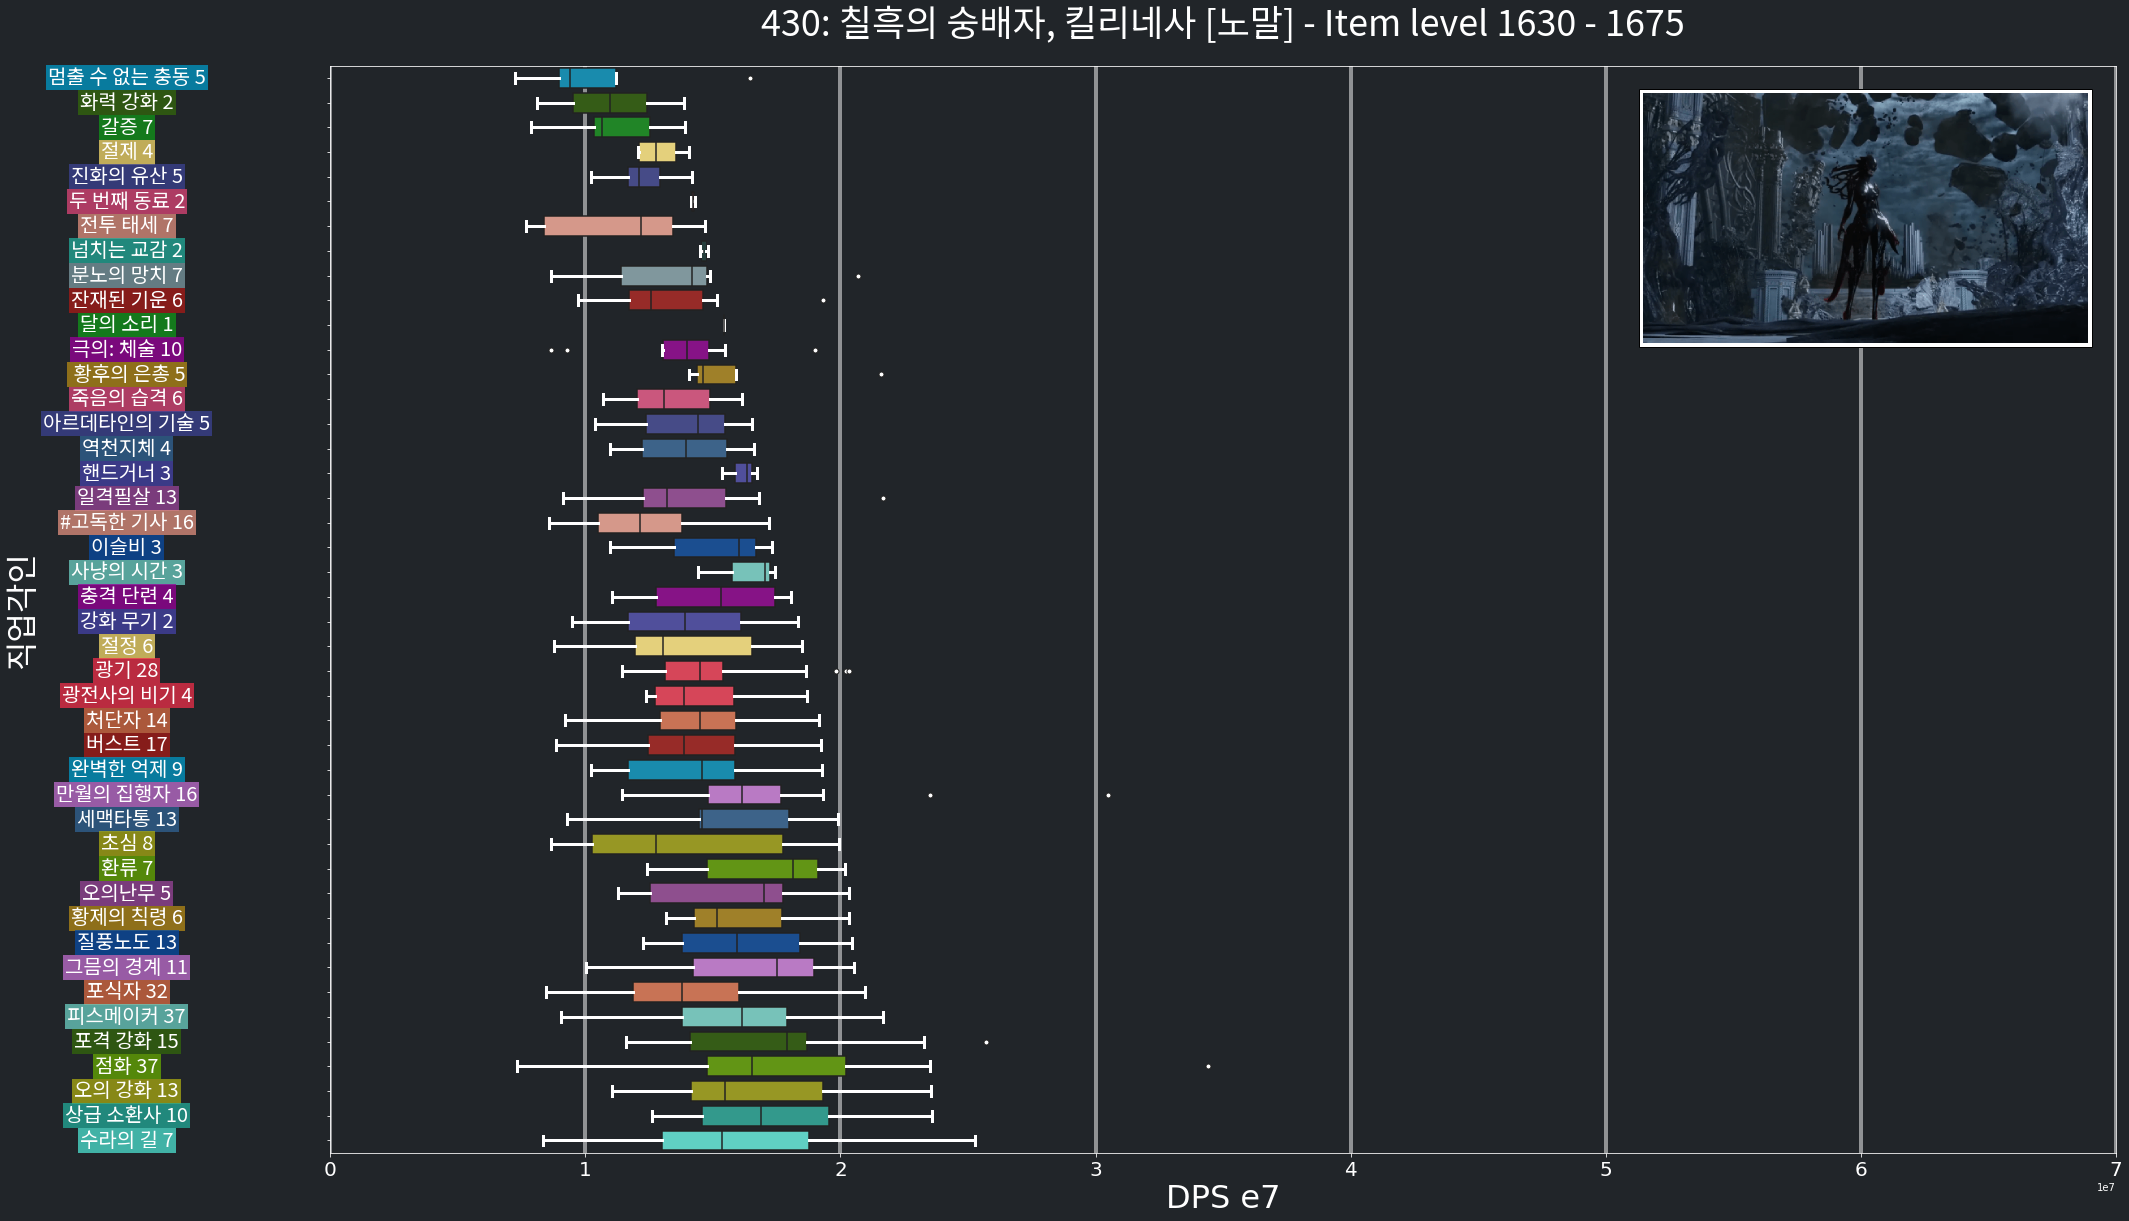 430: 칠흑의 숭배자, 킬리네사 [노말] - Item level 1630 - 1675
직업각인
멈출 수 없는 충동 5
화력 강화 2
갈증 7
절제 4
진화의 유산 5
두 번째 동료 2
전투 태세 7
넘치는 교감 2
분노의 망치 7
잔재된 기운 6
달의 소리 1
극의: 체술 10
황후의 은총 5
죽음의 습격 6
아르데타인의 기술 5
역천지체 4
핸드거너 3
일격필살 13
#고독한 기사 16
이슬비 3
사냥의 시간 3
충격 단련 4
강화 무기 2
절정 6
광기 28
광전사의 비기 4
처단자 14
버스트 17
완벽한 억제 9
만월의 집행자 16
세맥타통 13
초심 8
환류 7
오의난무 5
황제의 칙령 6
질풍노도 13
그믐의 경계 11
포식자 32
피스메이커 37
포격 강화 15
점화 37
오의 강화 13
상급 소환사 10
수라의 길 7
0 1 2 3 4 5 6 7
1e7
DPS e7